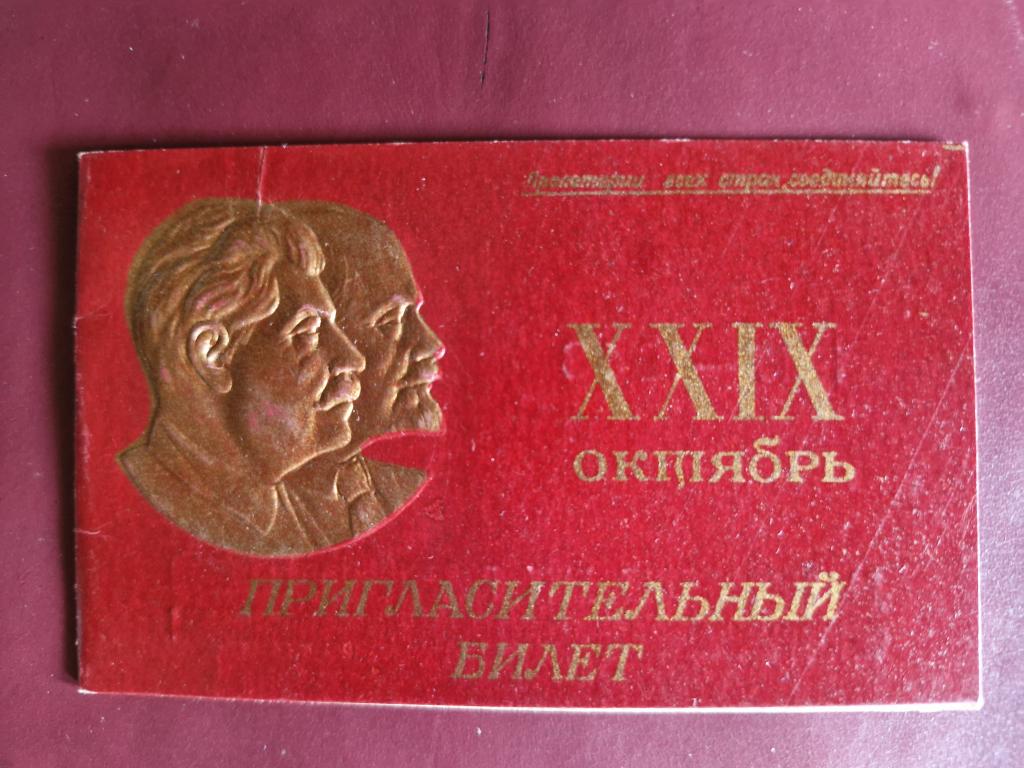 Пролетарии всех стран, соединяйтесь!
XXIX
ОКТЯБРЬ
ПРИГЛАСИТЕЛЬНЫЙ
БИЛЕТ